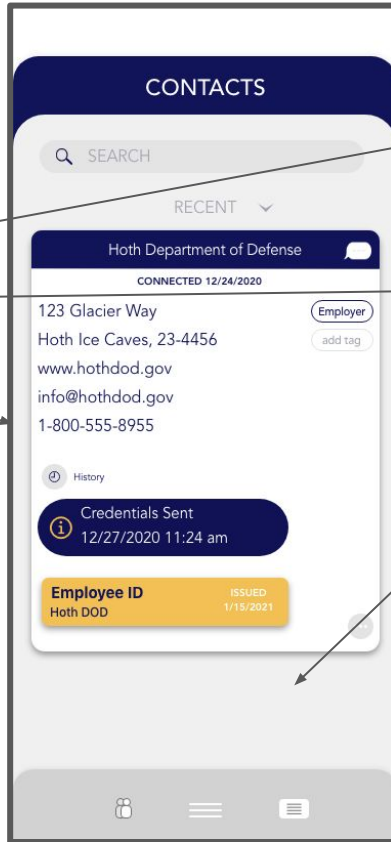 CONTACTS
SEARCH
RECENT
Hoth Department of Defense
CONNECTED 12/24/2020
123 Glacier Way
Employer
Hoth Ice Caves, 23-4456
add tag
www.hothdod.gov
info@hothdod.gov
1-800-555-8955
History
Credentials Sent
12/27/2020 11:24 am
Employee ID
ISSUED
Hoth DOD
1/15/2021